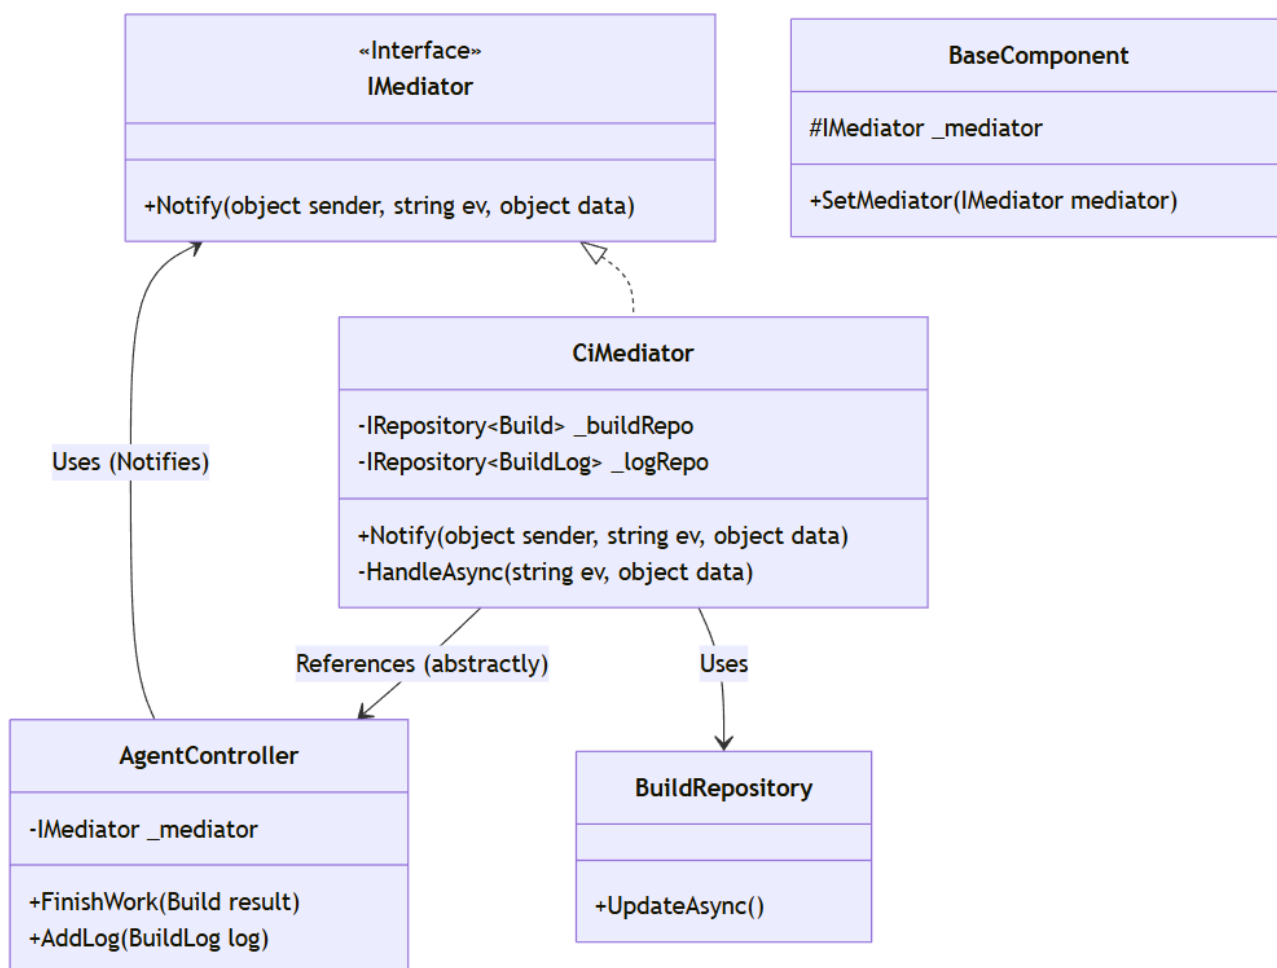 «Interface»
IMediator
+Notify(object sender, string ev, object data)
BaseComponent
#IMediator _mediator
+SetMediator(IMediator mediator)
CiMediator
-IRepository<Build> _buildRepo
-IRepository<BuildLog> _logRepo
+Notify(object sender, string ev, object data)
-HandleAsync(string ev, object data)
Uses (Notifies)
References (abstractly)
Uses
AgentController
-IMediator _mediator
+FinishWork(Build result)
+AddLog(BuildLog log)
BuildRepository
+UpdateAsync()